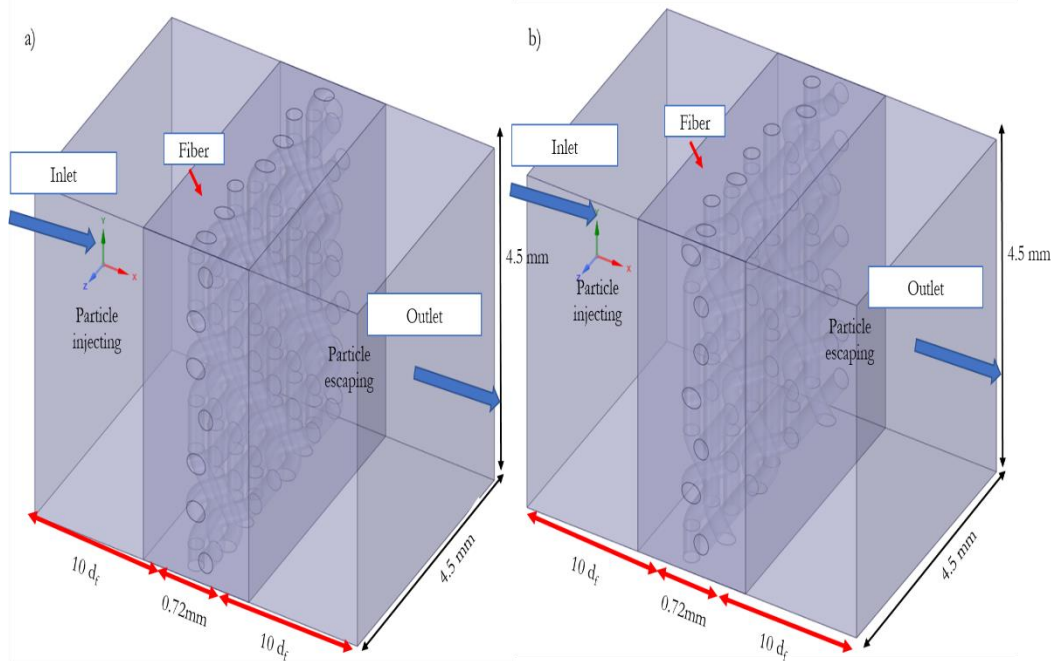 a)
Fiber
Inlet
Y
X
Z
Particle
injecting
4.5 mm
Outlet
Particle
escaping
10 df
0.72mm
10 df
4.5 mm
b)
Fiber
Inlet
Y
X
Z
Particle
injecting
4.5 mm
Outlet
Particle
escaping
10 df
0.72mm
10 df
4.5 mm